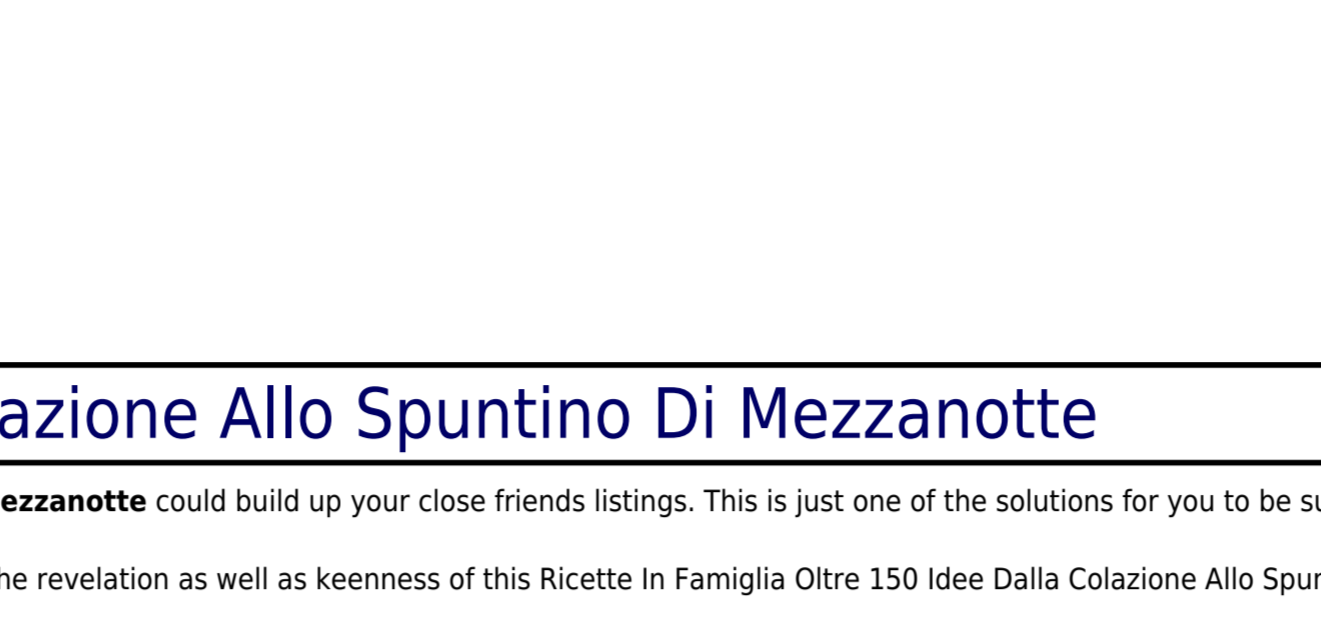 azione Allo Spuntino Di Mezzanotte
ezzanotte could build up your close friends listings. This is just one of the solutions for you to be su
he revelation as well as keenness of this Ricette In Famiglia Oltre 150 Idee Dalla Colazione Allo Spun